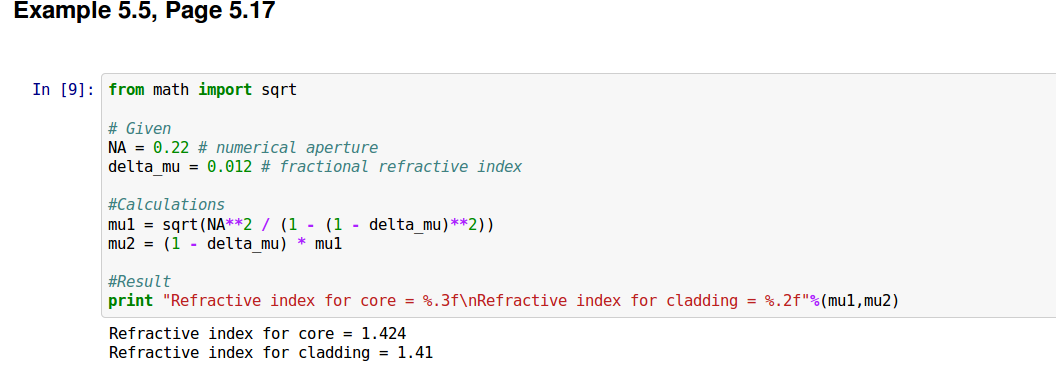 Example 5.5, Page 5.17
In [9]: from math import sqrt
# Given
NA = 0.22 # numerical aperture
delta_mu = 0.012 # fractional refractive index
#Calculations
mu1 = sqrt(NA**2 / (1 - (1 - delta_mu)**2))
mu2 = (1 - delta_mu) * mu1
#Result
print "Refractive index for core = %.3f\nRefractive index for cladding = %.2f"%(mu1,mu2)
Refractive index for core = 1.424
Refractive index for cladding = 1.41